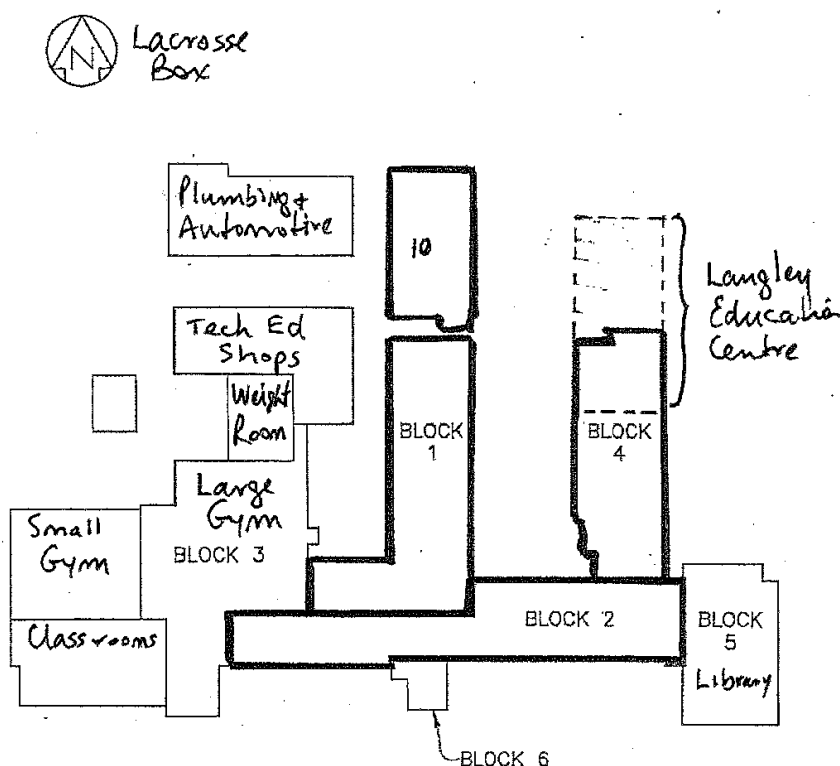 N
Lacrosse
Box
Plumbing +
Automotive
10
Langley
Education
Centre
Tech Ed
Shops
Weight
Room
BLOCK
1
BLOCK
4
Large
Gym
BLOCK 3
Small
Gym
Classrooms
BLOCK 2
BLOCK
5
Library
BLOCK 6